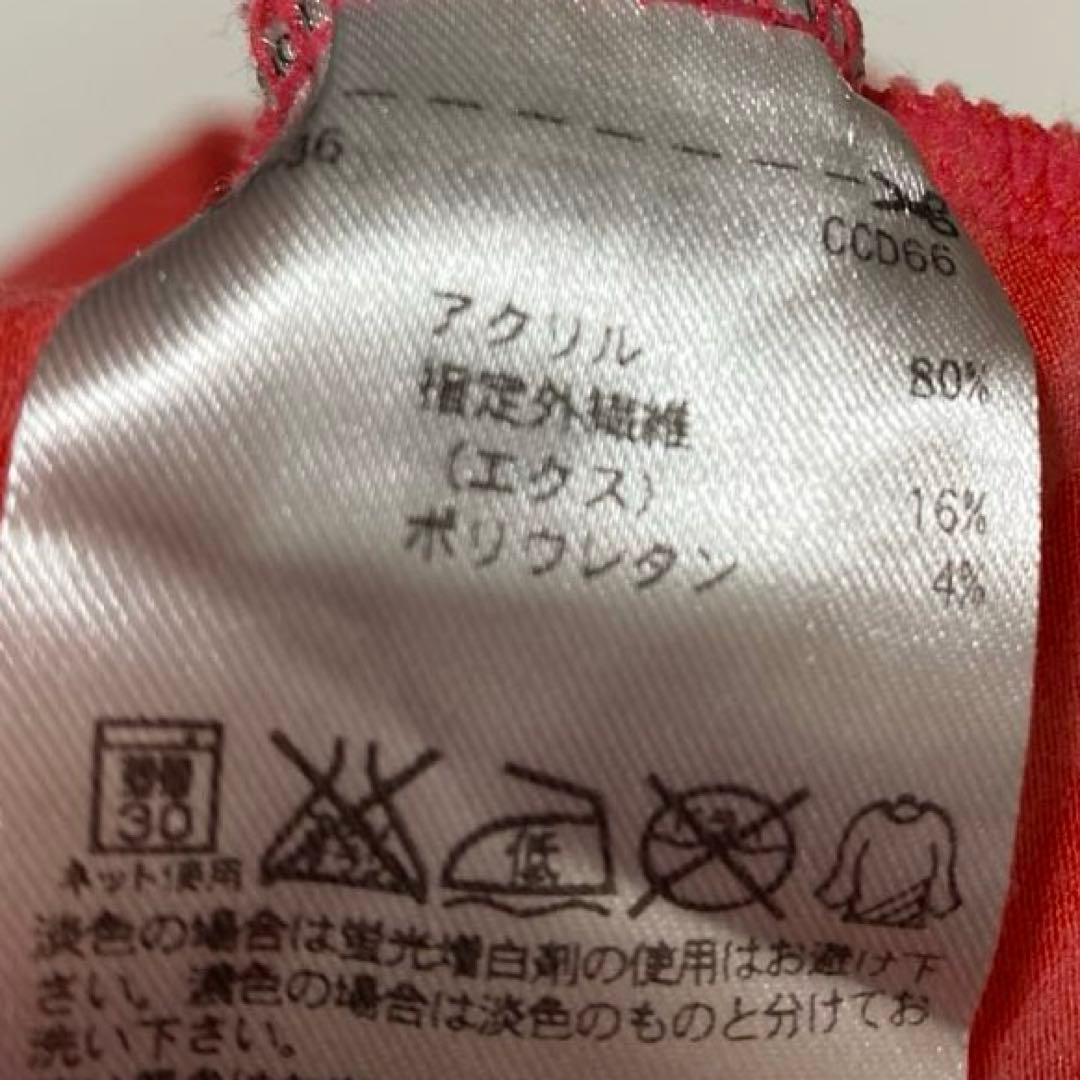 36
CCD66
アクリル 80%
指定外繊維
(エクス) 16%
ポリウレタン 4%
30
ネット使用
低
淡色の場合は蛍光増白剤の使用はお避け下
さい。濃色の場合は淡色のものと分けてお
洗い下さい。